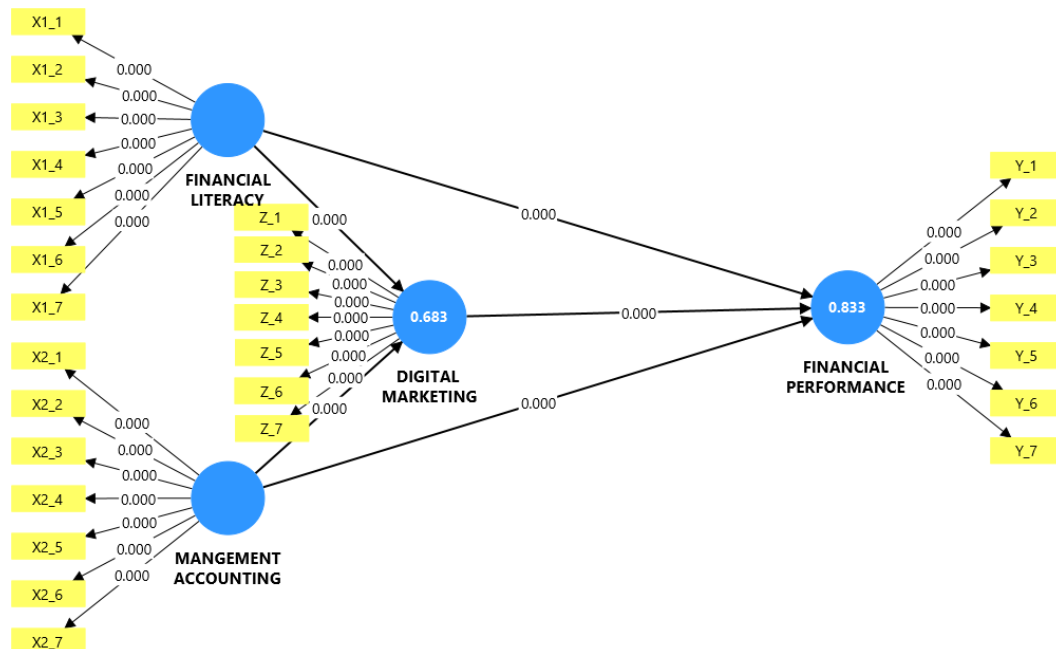 X1_1
X1_2
X1_3
X1_4
X1_5
X1_6
X1_7
0.000
0.000
0.000
0.000
0.000
0.000
0.000
FINANCIAL
LITERACY
0.000
0.000
Z_1
Z_2
Z_3
Z_4
Z_5
Z_6
Z_7
0.000
0.000
0.000
0.000
0.000
0.000
0.000
0.683
DIGITAL
MARKETING
0.000
0.000
0.000
X2_1
X2_2
X2_3
X2_4
X2_5
X2_6
X2_7
0.000
0.000
0.000
0.000
0.000
0.000
0.000
MANGEMENT
ACCOUNTING
0.833
FINANCIAL
PERFORMANCE
0.000
0.000
0.000
0.000
0.000
0.000
0.000
Y_1
Y_2
Y_3
Y_4
Y_5
Y_6
Y_7